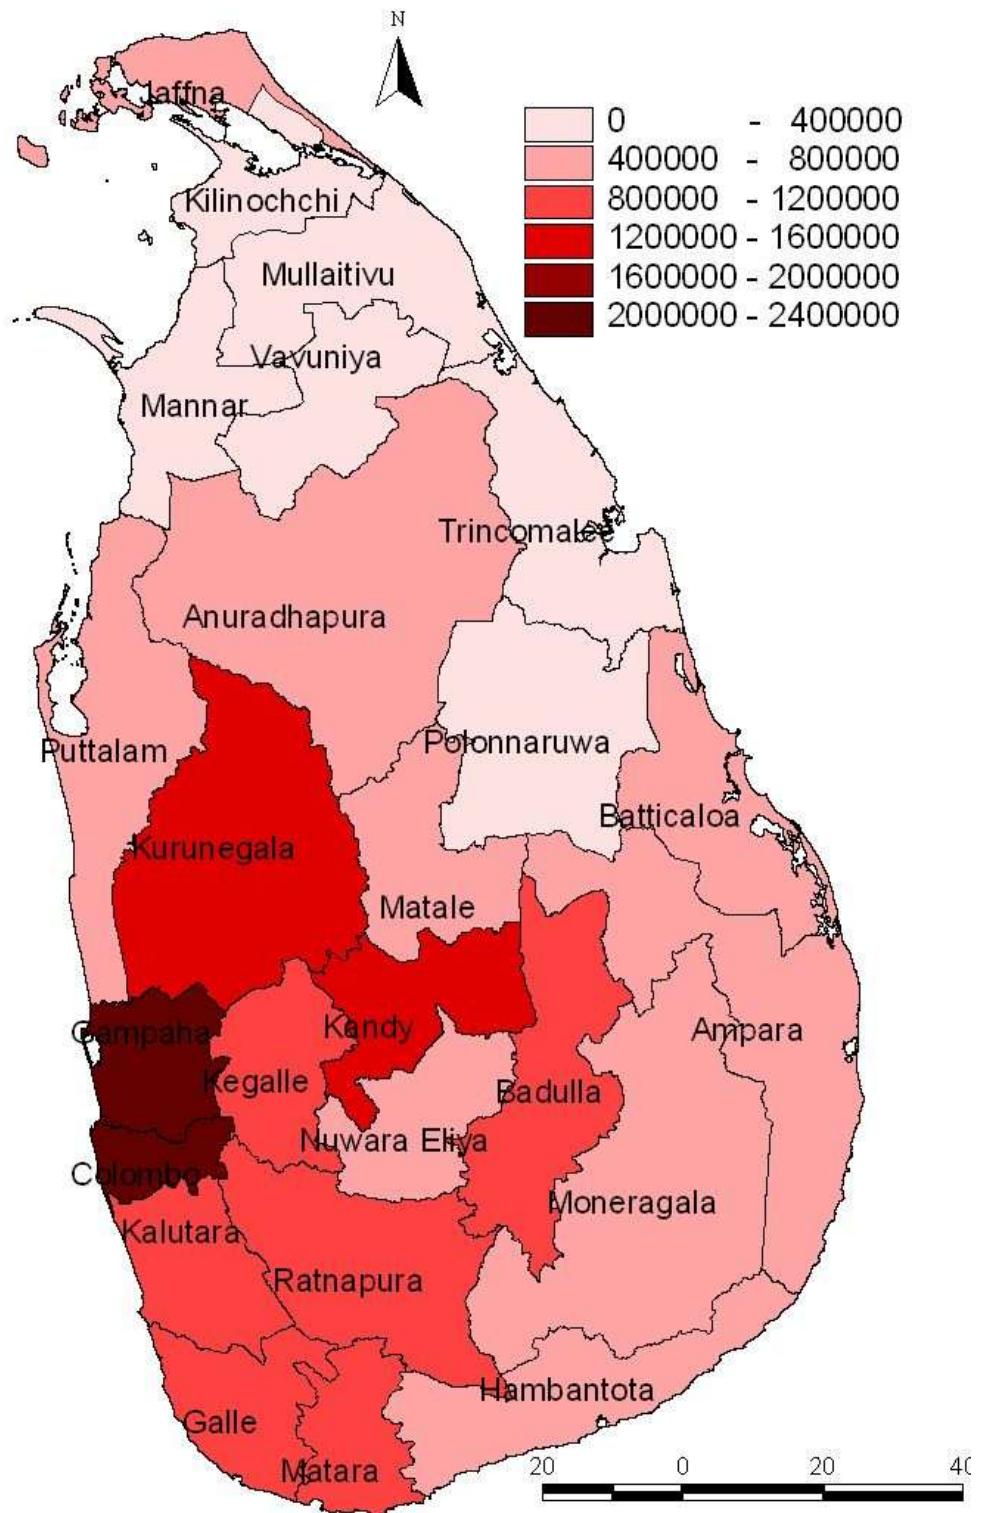 N
Jaffna
0 - 400000
400000 - 800000
800000 - 1200000
1200000 - 1600000
1600000 - 2000000
2000000 - 2400000
Kilinochchi
Mullaitivu
Vavuniya
Mannar
Trincomalee
Anuradhapura
Puttalam
Polonnaruwa
Batticaloa
Kurunegala
Matale
Gampaha
Kandy
Ampara
Kegalle
Badulla
Nuwara Eliya
Colombo
Moneragala
Kalutara
Ratnapura
Hambantota
Galle
Matara
20 0 20 40